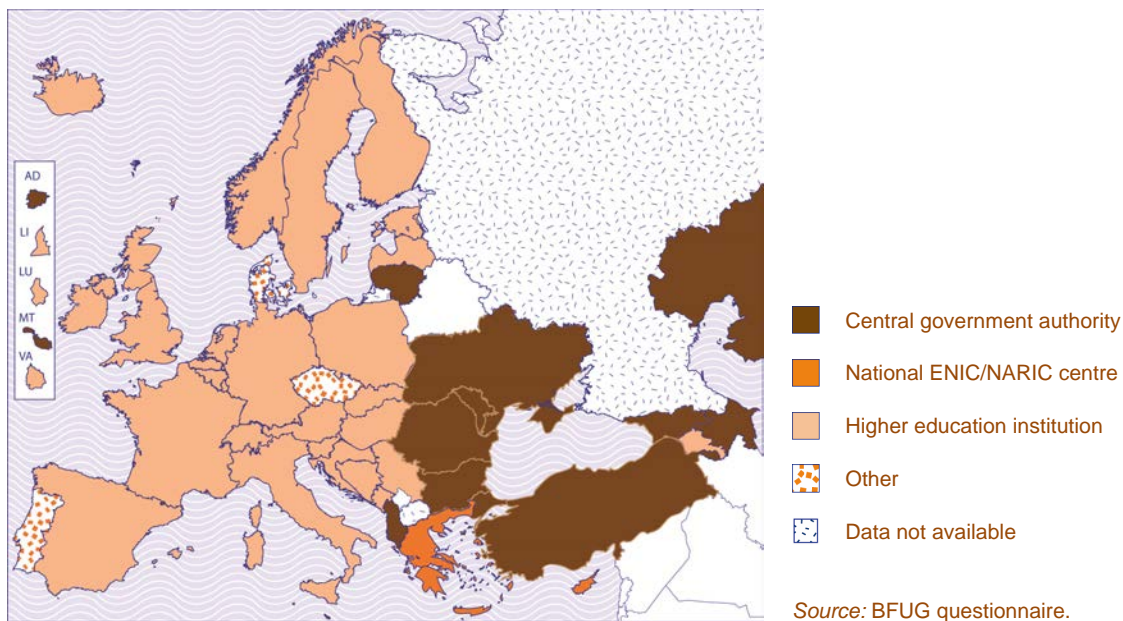 AD
LI
LU
MT
VA
Central government authority
National ENIC/NARIC centre
Higher education institution
Other
Data not available
Source: BFUG questionnaire.